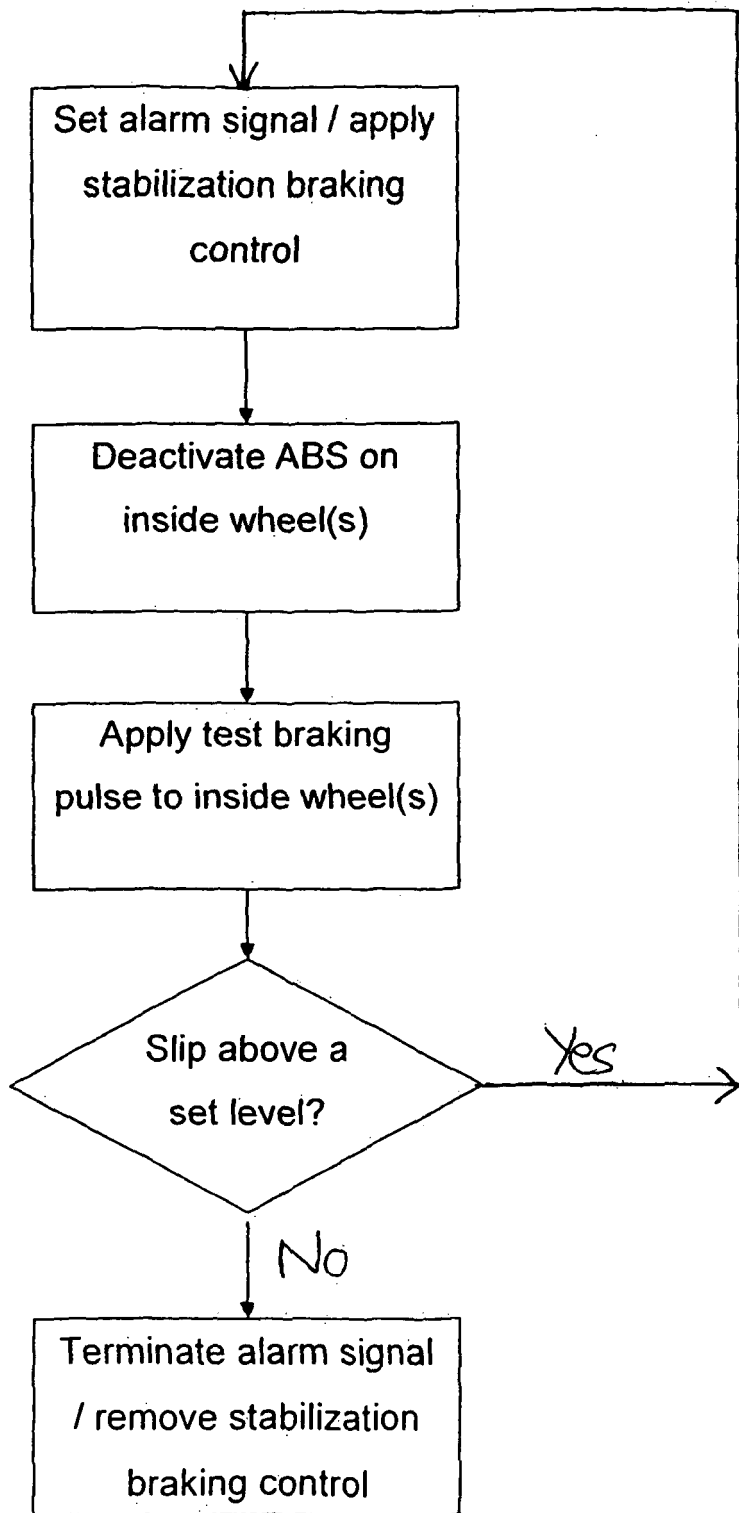 Set alarm signal / apply
stabilization braking
control
Deactivate ABS on
inside wheel(s)
Apply test braking
pulse to inside wheel(s)
Slip above a
set level?
Yes
No
Terminate alarm signal
/ remove stabilization
braking control